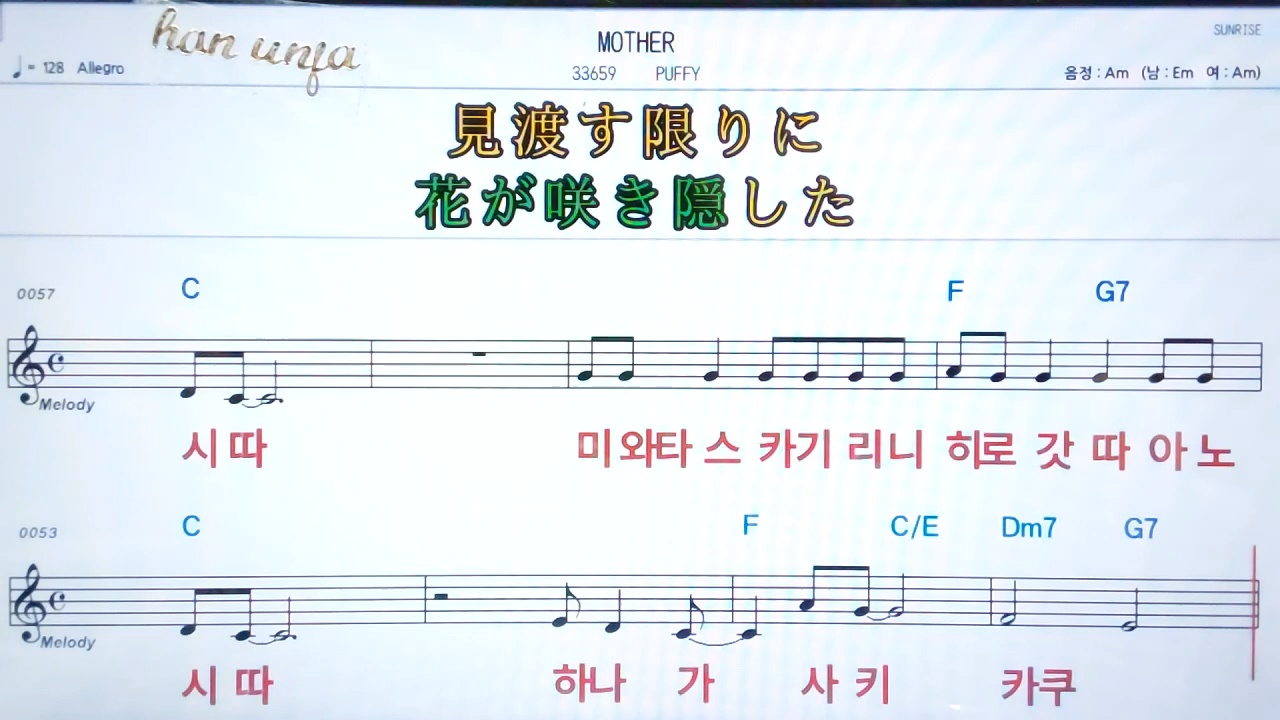 han unja
MOTHER
SUNRISE
♩= 128 Allegro
33659 PUFFY
음정 : Am (남 : Em 여 : Am)
見渡す限りに
花が咲き隠した
0057 C F G7
Melody
시따 미와타스 카기리니 히로 갓 따 아노
0053 C F C/E Dm7 G7
Melody
시따 하나 가 사키 카쿠